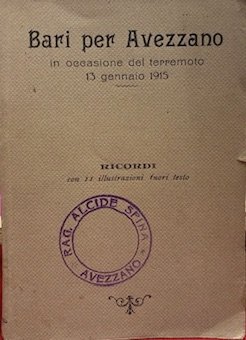 Bari per Avezzano
in occasione del terremoto
13 gennaio 1915
RICORDI
con 11 illustrazioni fuori testo
RAG. ALCIDE SPINA
AVEZZANO